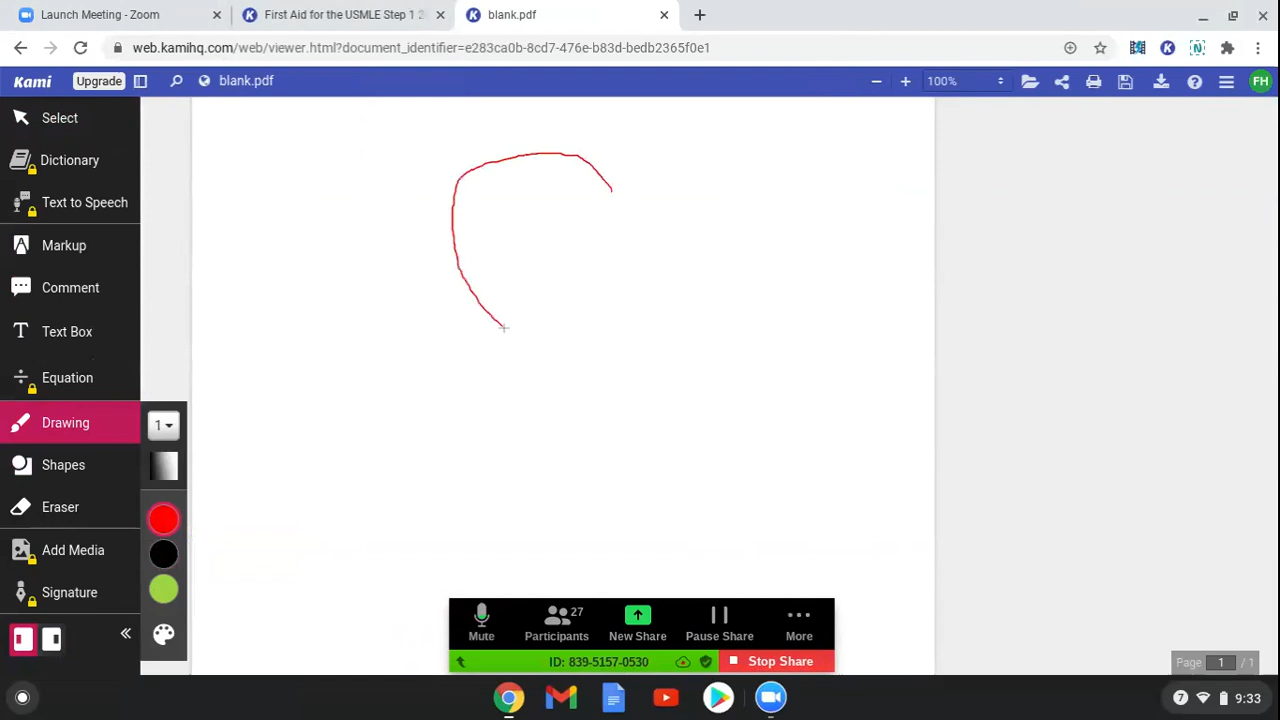 Launch Meeting - Zoom
First Aid for the USMLE Step 1 2
blank.pdf
web.kamihq.com/web/viewer.html?document_identifier=e283ca0b-8cd7-476e-b83d-bedb2365f0e1
Kami
Upgrade
blank.pdf
100%
FH
Select
Dictionary
Text to Speech
Markup
Comment
Text Box
Equation
Drawing
1
Shapes
Eraser
Add Media
Signature
27
Mute
Participants
New Share
Pause Share
More
ID: 839-5157-0530
Stop Share
Page 1 / 1
7
9:33